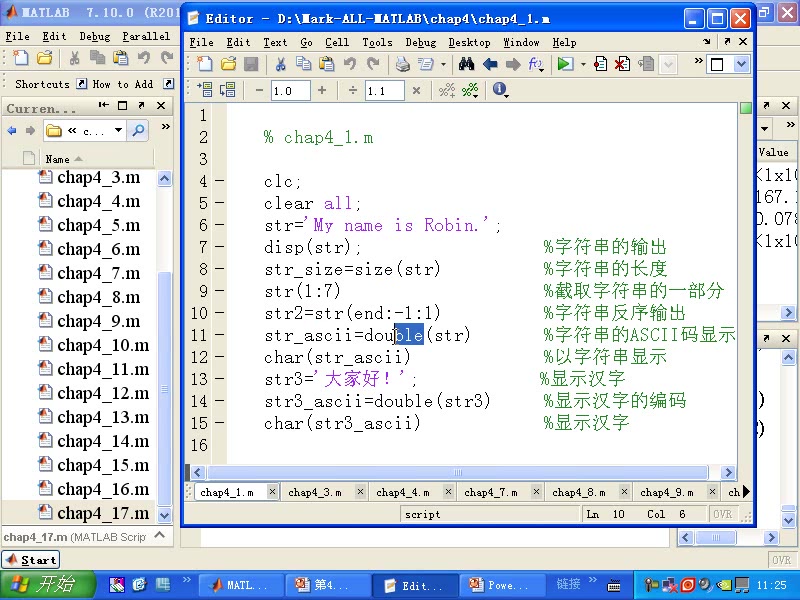 MATLAB 7.10.0 (R201
File Edit Debug Parallel
Shortcuts How to Add
Curren...
« c...
Name
chap4_3.m
chap4_4.m
chap4_5.m
chap4_6.m
chap4_7.m
chap4_8.m
chap4_9.m
chap4_10.m
chap4_11.m
chap4_12.m
chap4_13.m
chap4_14.m
chap4_15.m
chap4_16.m
chap4_17.m
chap4_17.m (MATLAB Scrip
Start
Editor - D:\Mark-ALL-MATLAB\chap4\chap4_1.m
File Edit Text Go Cell Tools Debug Desktop Window Help
− 1.0 + ÷ 1.1 ×
1
2 % chap4_1.m
3
4 − clc;
5 − clear all;
6 − str='My name is Robin.';
7 − disp(str); %字符串的输出
8 − str_size=size(str) %字符串的长度
9 − str(1:7) %截取字符串的一部分
10 − str2=str(end:-1:1) %字符串反序输出
11 − str_ascii=double(str) %字符串的ASCII码显示
12 − char(str_ascii) %以字符串显示
13 − str3='大家好！'; %显示汉字
14 − str3_ascii=double(str3) %显示汉字的编码
15 − char(str3_ascii) %显示汉字
16
chap4_1.m chap4_3.m chap4_4.m chap4_7.m chap4_8.m chap4_9.m ch
script Ln 10 Col 6 OVR
Value
<1x10
167.1
0.078
<1x10
OVR
开始 MATL... 第4... Edit... Powe... 链接 11:25